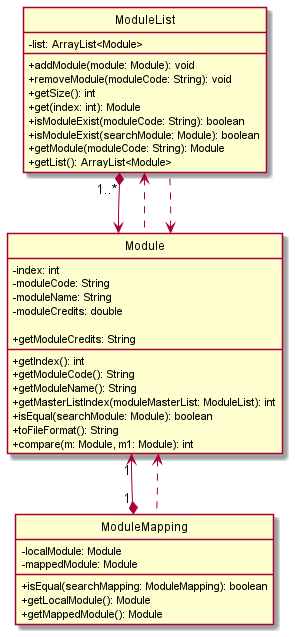 ModuleList
-list: ArrayList<Module>
+addModule(module: Module): void
+removeModule(moduleCode: String): void
+getSize(): int
+get(index: int): Module
+isModuleExist(moduleCode: String): boolean
+isModuleExist(searchModule: Module): boolean
+getModule(moduleCode: String): Module
+getList(): ArrayList<Module>
1..*
Module
-index: int
-moduleCode: String
-moduleName: String
-moduleCredits: double
+getModuleCredits: String
+getIndex(): int
+getModuleCode(): String
+getModuleName(): String
+getMasterListIndex(moduleMasterList: ModuleList): int
+isEqual(searchModule: Module): boolean
+toFileFormat(): String
+compare(m: Module, m1: Module): int
1
1
ModuleMapping
-localModule: Module
-mappedModule: Module
+isEqual(searchMapping: ModuleMapping): boolean
+getLocalModule(): Module
+getMappedModule(): Module